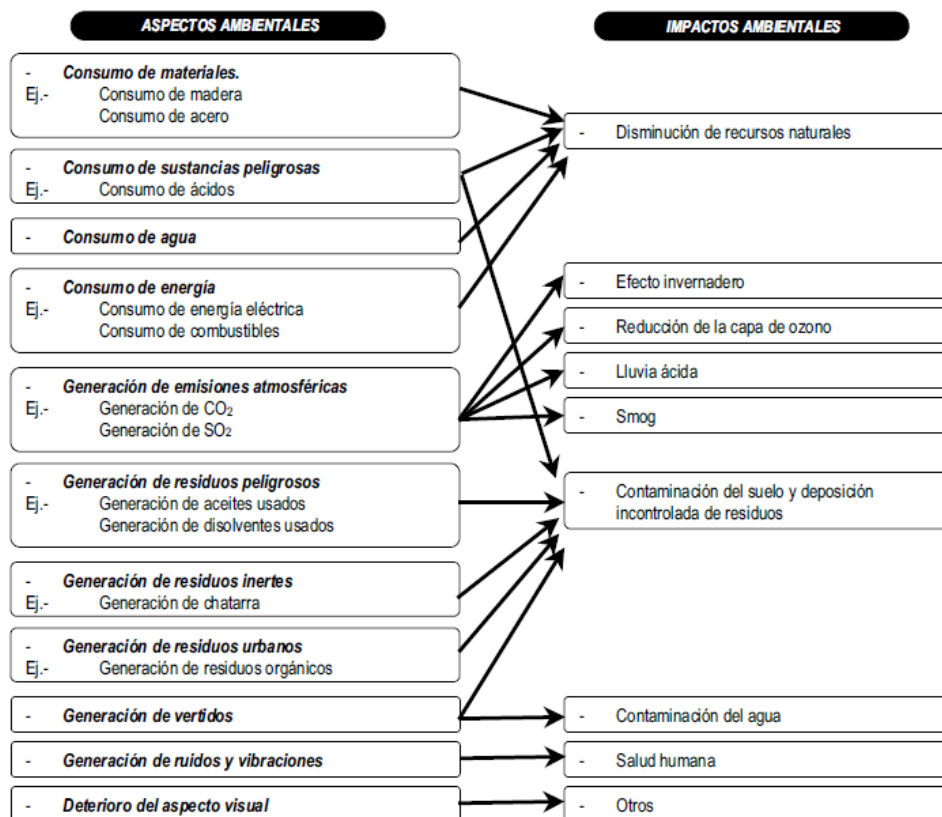 ASPECTOS AMBIENTALES
- Consumo de materiales.
Ej.- Consumo de madera
Consumo de acero
- Consumo de sustancias peligrosas
Ej.- Consumo de ácidos
- Consumo de agua
- Consumo de energía
Ej.- Consumo de energía eléctrica
Consumo de combustibles
- Generación de emisiones atmosféricas
Ej.- Generación de CO2
Generación de SO2
- Generación de residuos peligrosos
Ej.- Generación de aceites usados
Generación de disolventes usados
- Generación de residuos inertes
Ej.- Generación de chatarra
- Generación de residuos urbanos
Ej.- Generación de residuos orgánicos
- Generación de vertidos
- Generación de ruidos y vibraciones
- Deterioro del aspecto visual
IMPACTOS AMBIENTALES
- Disminución de recursos naturales
- Efecto invernadero
- Reducción de la capa de ozono
- Lluvia ácida
- Smog
- Contaminación del suelo y deposición
incontrolada de residuos
- Contaminación del agua
- Salud humana
- Otros